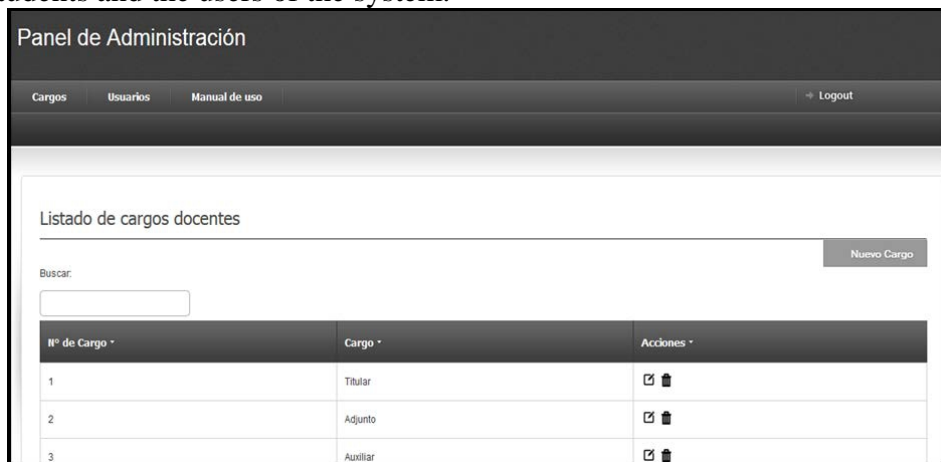 students and the users of the system.
Panel de Administración
Cargos Usuarios Manual de uso Logout
Listado de cargos docentes
Nuevo Cargo
Buscar:
Nº de Cargo Cargo Acciones
1 Titular
2 Adjunto
3 Auxiliar